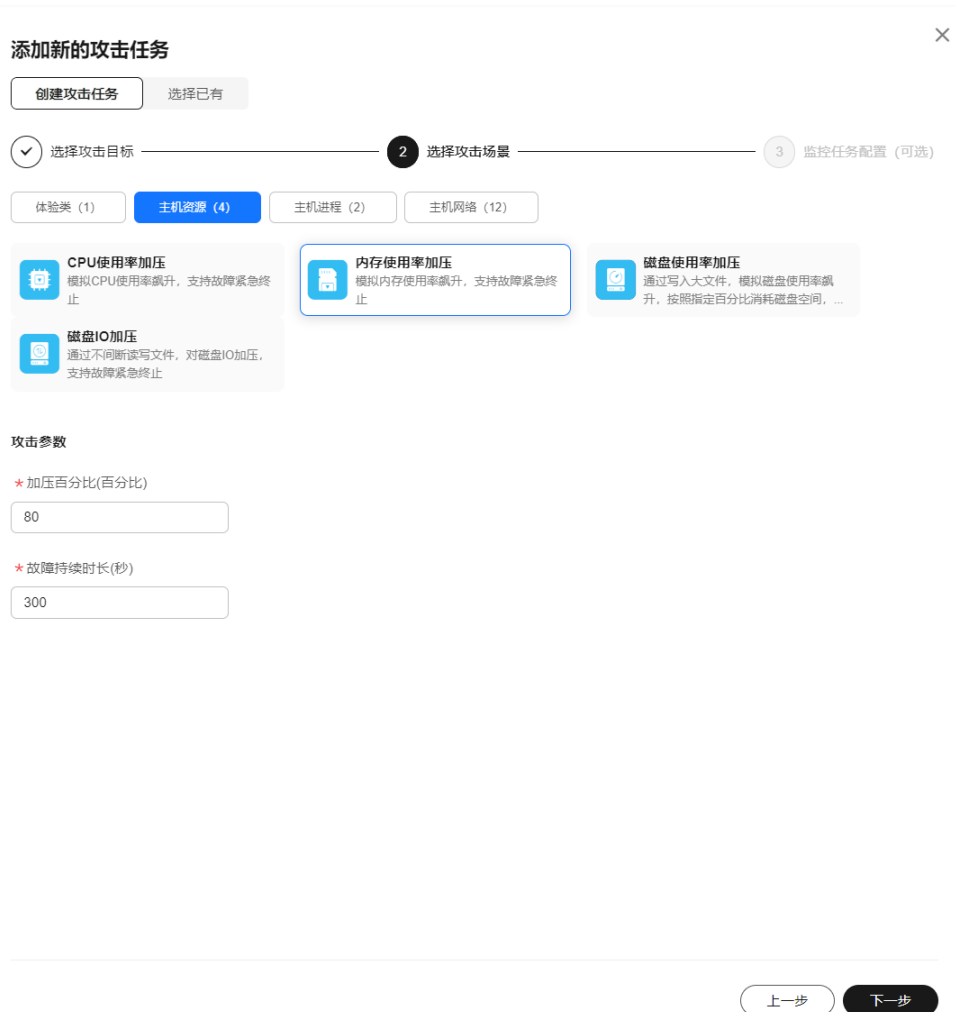 添加新的攻击任务
创建攻击任务
选择已有
选择攻击目标
2
选择攻击场景
3
监控任务配置（可选）
体验类（1）
主机资源（4）
主机进程（2）
主机网络（12）
CPU使用率加压
模拟CPU使用率飙升，支持故障紧急终
止
内存使用率加压
模拟内存使用率飙升，支持故障紧急终
止
磁盘使用率加压
通过写入大文件，模拟磁盘使用率飙
升，按照指定百分比消耗磁盘空间，...
磁盘IO加压
通过不间断读写文件，对磁盘IO加压，
支持故障紧急终止
攻击参数
*加压百分比(百分比)
80
*故障持续时长(秒)
300
上一步
下一步